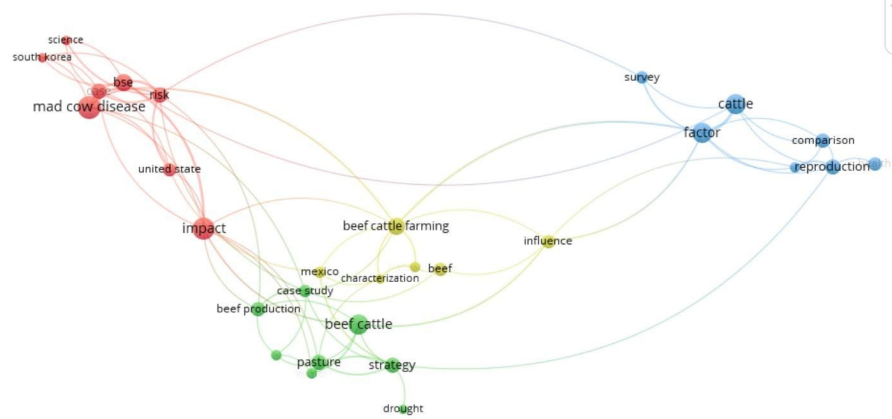 science
south korea
bse
case
risk
mad cow disease
united state
impact
survey
cattle
factor
comparison
reproduction
beef cattle farming
influence
mexico
characterization
beef
case study
beef production
beef cattle
pasture
strategy
drought